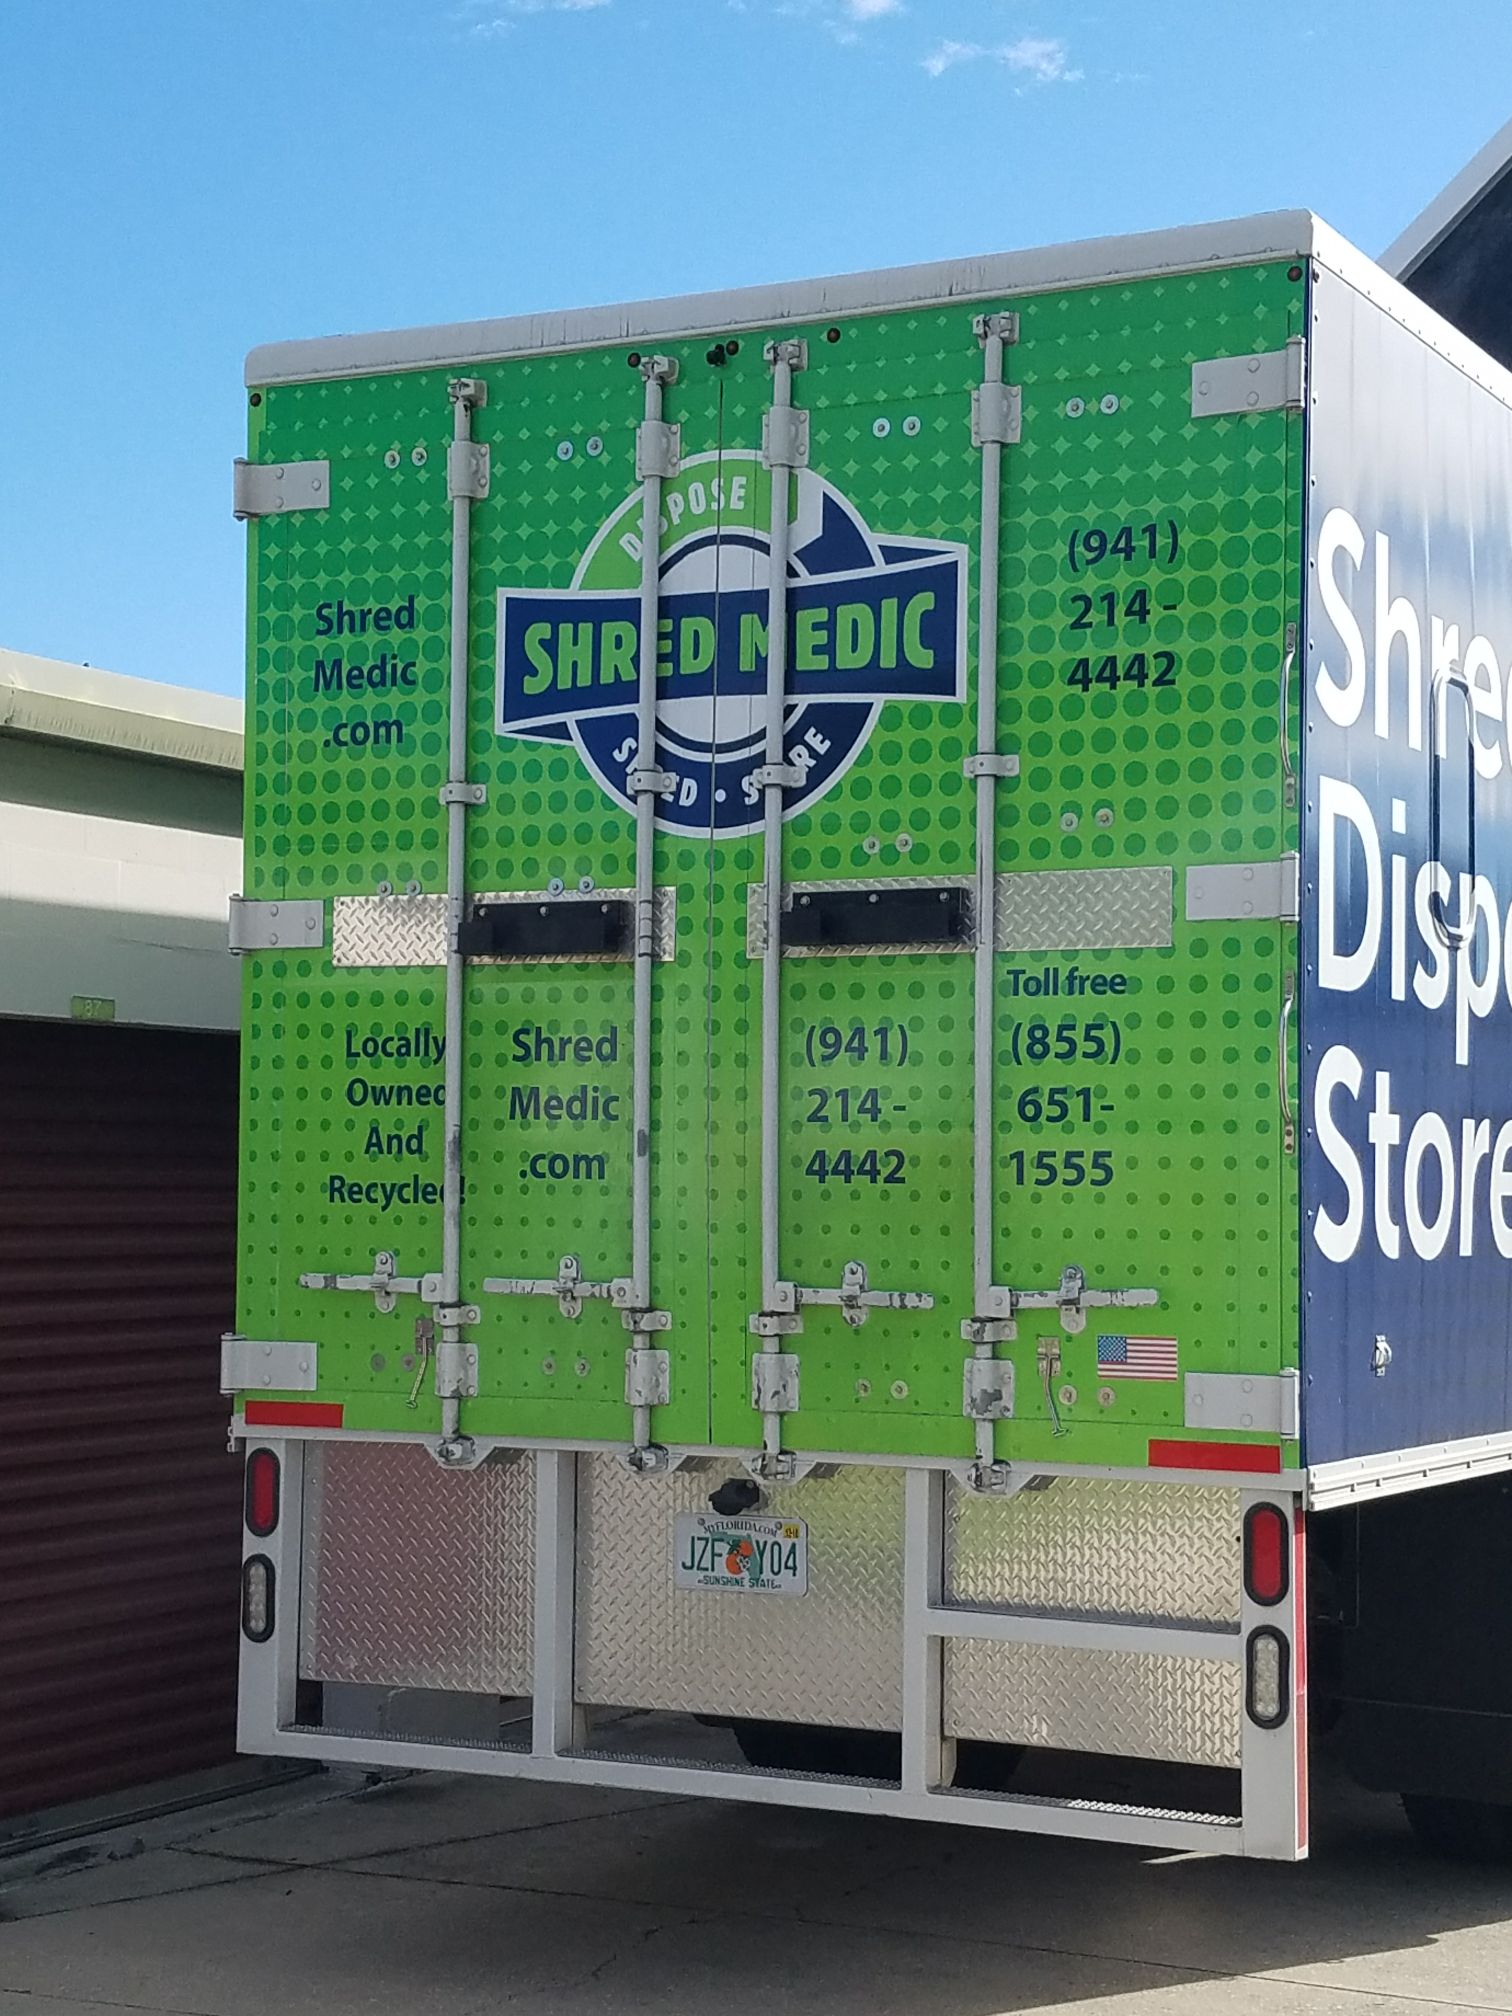 DISPOSE
SHRED MEDIC
SHRED • STORE
Shred
Medic
.com
(941)
214 -
4442
Locally
Owned
And
Recycled!
Shred
Medic
.com
(941)
214 -
4442
Toll free
(855)
651-
1555
Shre
Dispo
Store
87
MYFLORIDA.COM
JZF Y04
SUNSHINE STATE